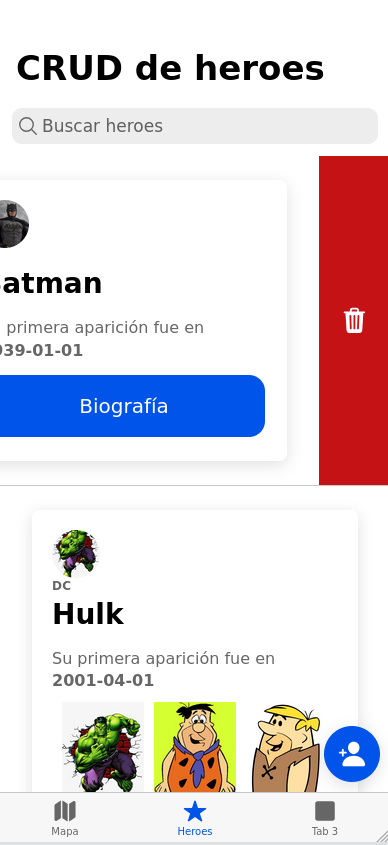 CRUD de heroes
Buscar heroes
atman
primera aparición fue en
939-01-01
Biografía
DC
Hulk
Su primera aparición fue en
2001-04-01
Mapa
Heroes
Tab 3